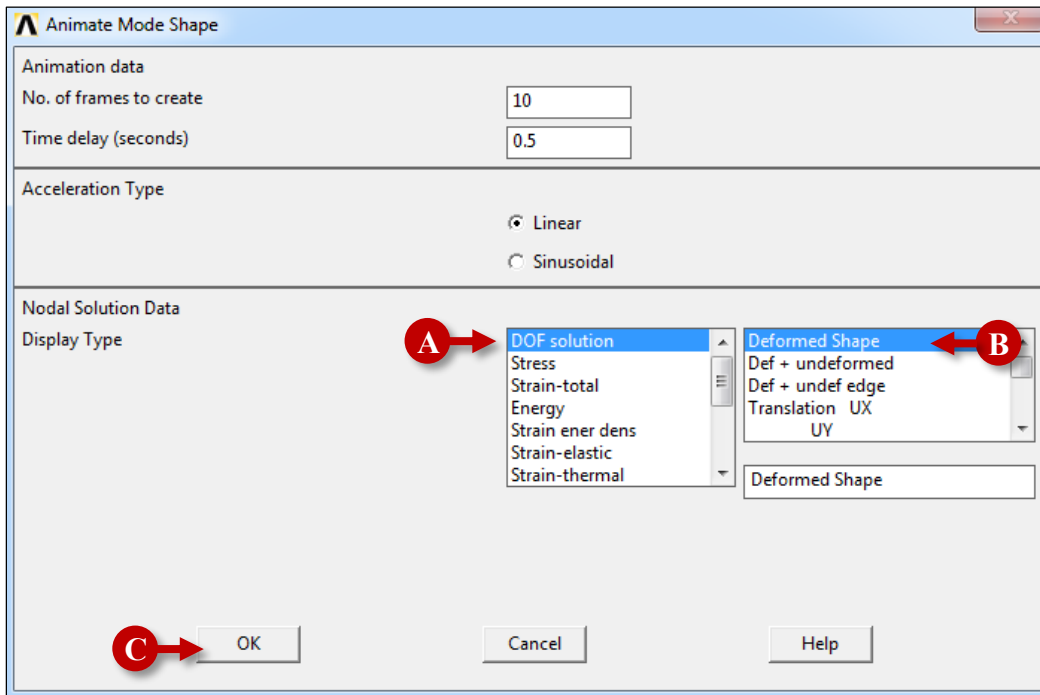 Animate Mode Shape
X
Animation data
No. of frames to create
10
Time delay (seconds)
0.5
Acceleration Type
Linear
Sinusoidal
Nodal Solution Data
Display Type
A
DOF solution
Stress
Strain-total
Energy
Strain ener dens
Strain-elastic
Strain-thermal
Deformed Shape
B
Def + undeformed
Def + undef edge
Translation UX
UY
Deformed Shape
C
OK
Cancel
Help